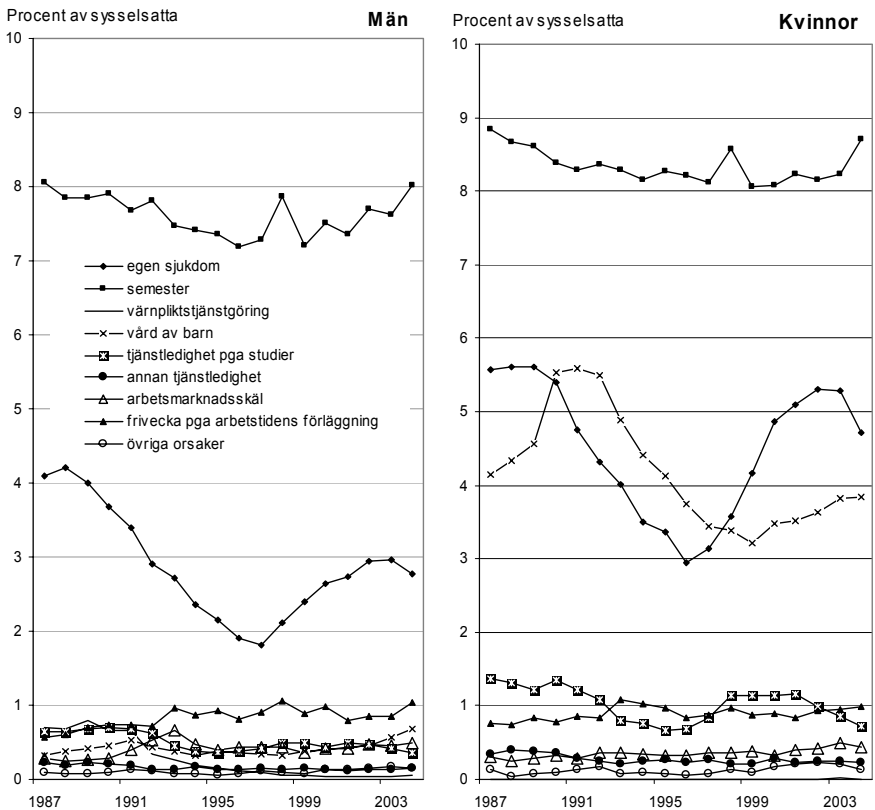 Procent av sysselsatta
Män
10
9
8
7
6
5
4
3
2
1
0
1987 1991 1995 1999 2003
egen sjukdom
semester
värnpliktstjänstgöring
vård av barn
tjänstledighet pga studier
annan tjänstledighet
arbetsmarknadsskäl
frivecka pga arbetstidens förläggning
övriga orsaker
Procent av sysselsatta
Kvinnor
10
9
8
7
6
5
4
3
2
1
0
1987 1991 1995 1999 2003